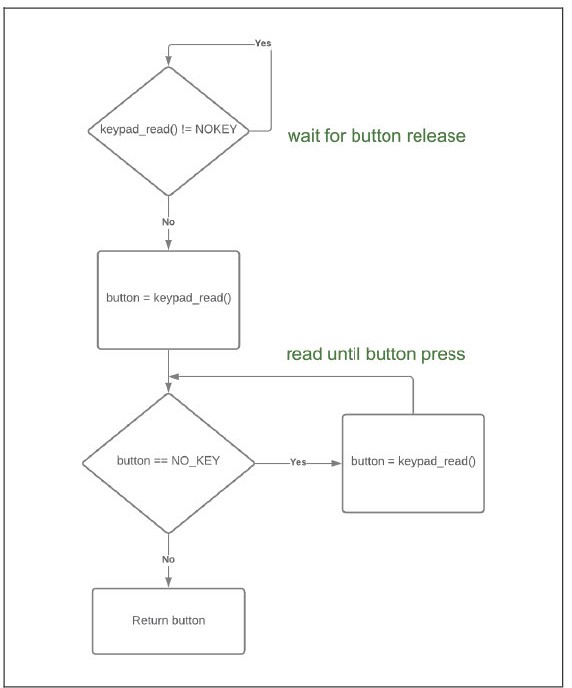 Yes
keypad_read() != NOKEY
wait for button release
No
button = keypad_read()
read until button press
button == NO_KEY
Yes
button = keypad_read()
No
Return button